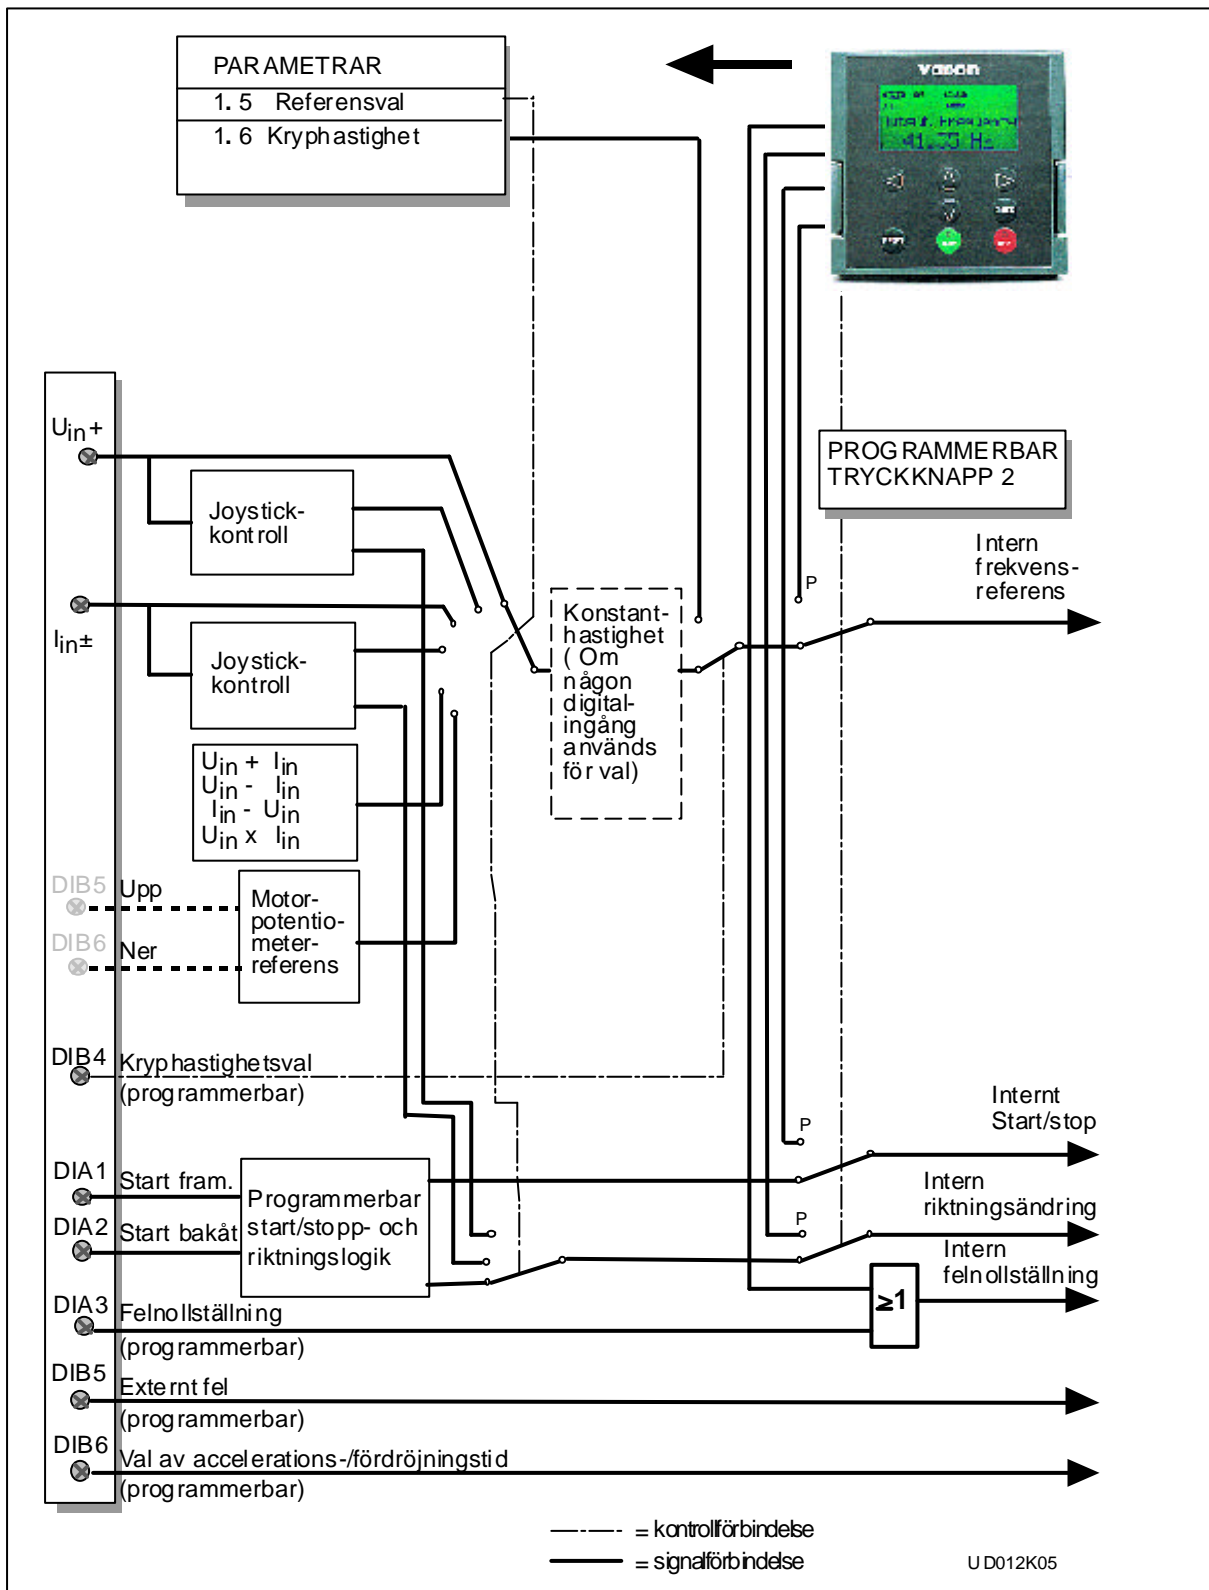 PARAMETRAR
1. 5 Referensval
1. 6 Kryphastighet
vacon
41.55 Hz
Uin+
Joystick-
kontroll
Iin±
Joystick-
kontroll
Uin + Iin
Uin - Iin
Iin - Uin
Uin x Iin
DIB5
Upp
DIB6
Ner
Motor-
potentio-
meter-
referens
Konstant-
hastighet
( Om
någon
digital-
ingång
används
för val)
PROGRAMMERBAR
TRYCKKNAPP 2
P
Intern
frekvens-
referens
DIB4
Kryphastighetsval
(programmerbar)
Internt
Start/stop
P
DIA1
Start fram.
DIA2
Start bakåt
Programmerbar
start/stopp- och
riktningslogik
P
Intern
riktningsändring
Intern
felnollställning
≥1
DIA3
Felnollställning
(programmerbar)
DIB5
Externt fel
(programmerbar)
DIB6
Val av accelerations-/fördröjningstid
(programmerbar)
= kontrollförbindelse
= signalförbindelse
UD012K05